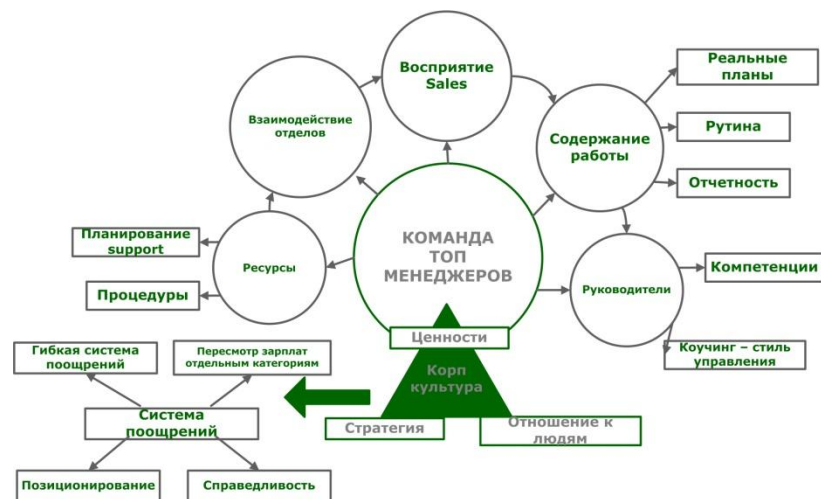 Восприятие
Sales
Реальные
планы
Взаимодействие
отделов
Содержание
работы
Рутина
Отчетность
КОМАНДА
ТОП
МЕНЕДЖЕРОВ
Планирование
support
Ресурсы
Процедуры
Руководители
Компетенции
Коучинг – стиль
управления
Ценности
Корп
культура
Стратегия
Отношение к
людям
Гибкая система
поощрений
Пересмотр зарплат
отдельным категориям
Система
поощрений
Позиционирование
Справедливость